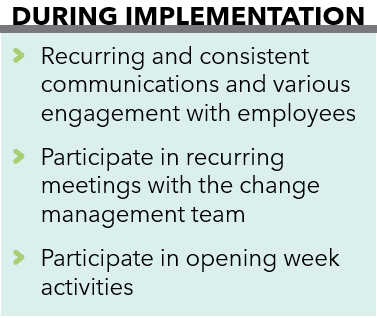 DURING IMPLEMENTATION
Recurring and consistent
communications and various
engagement with employees
Participate in recurring
meetings with the change
management team
Participate in opening week
activities